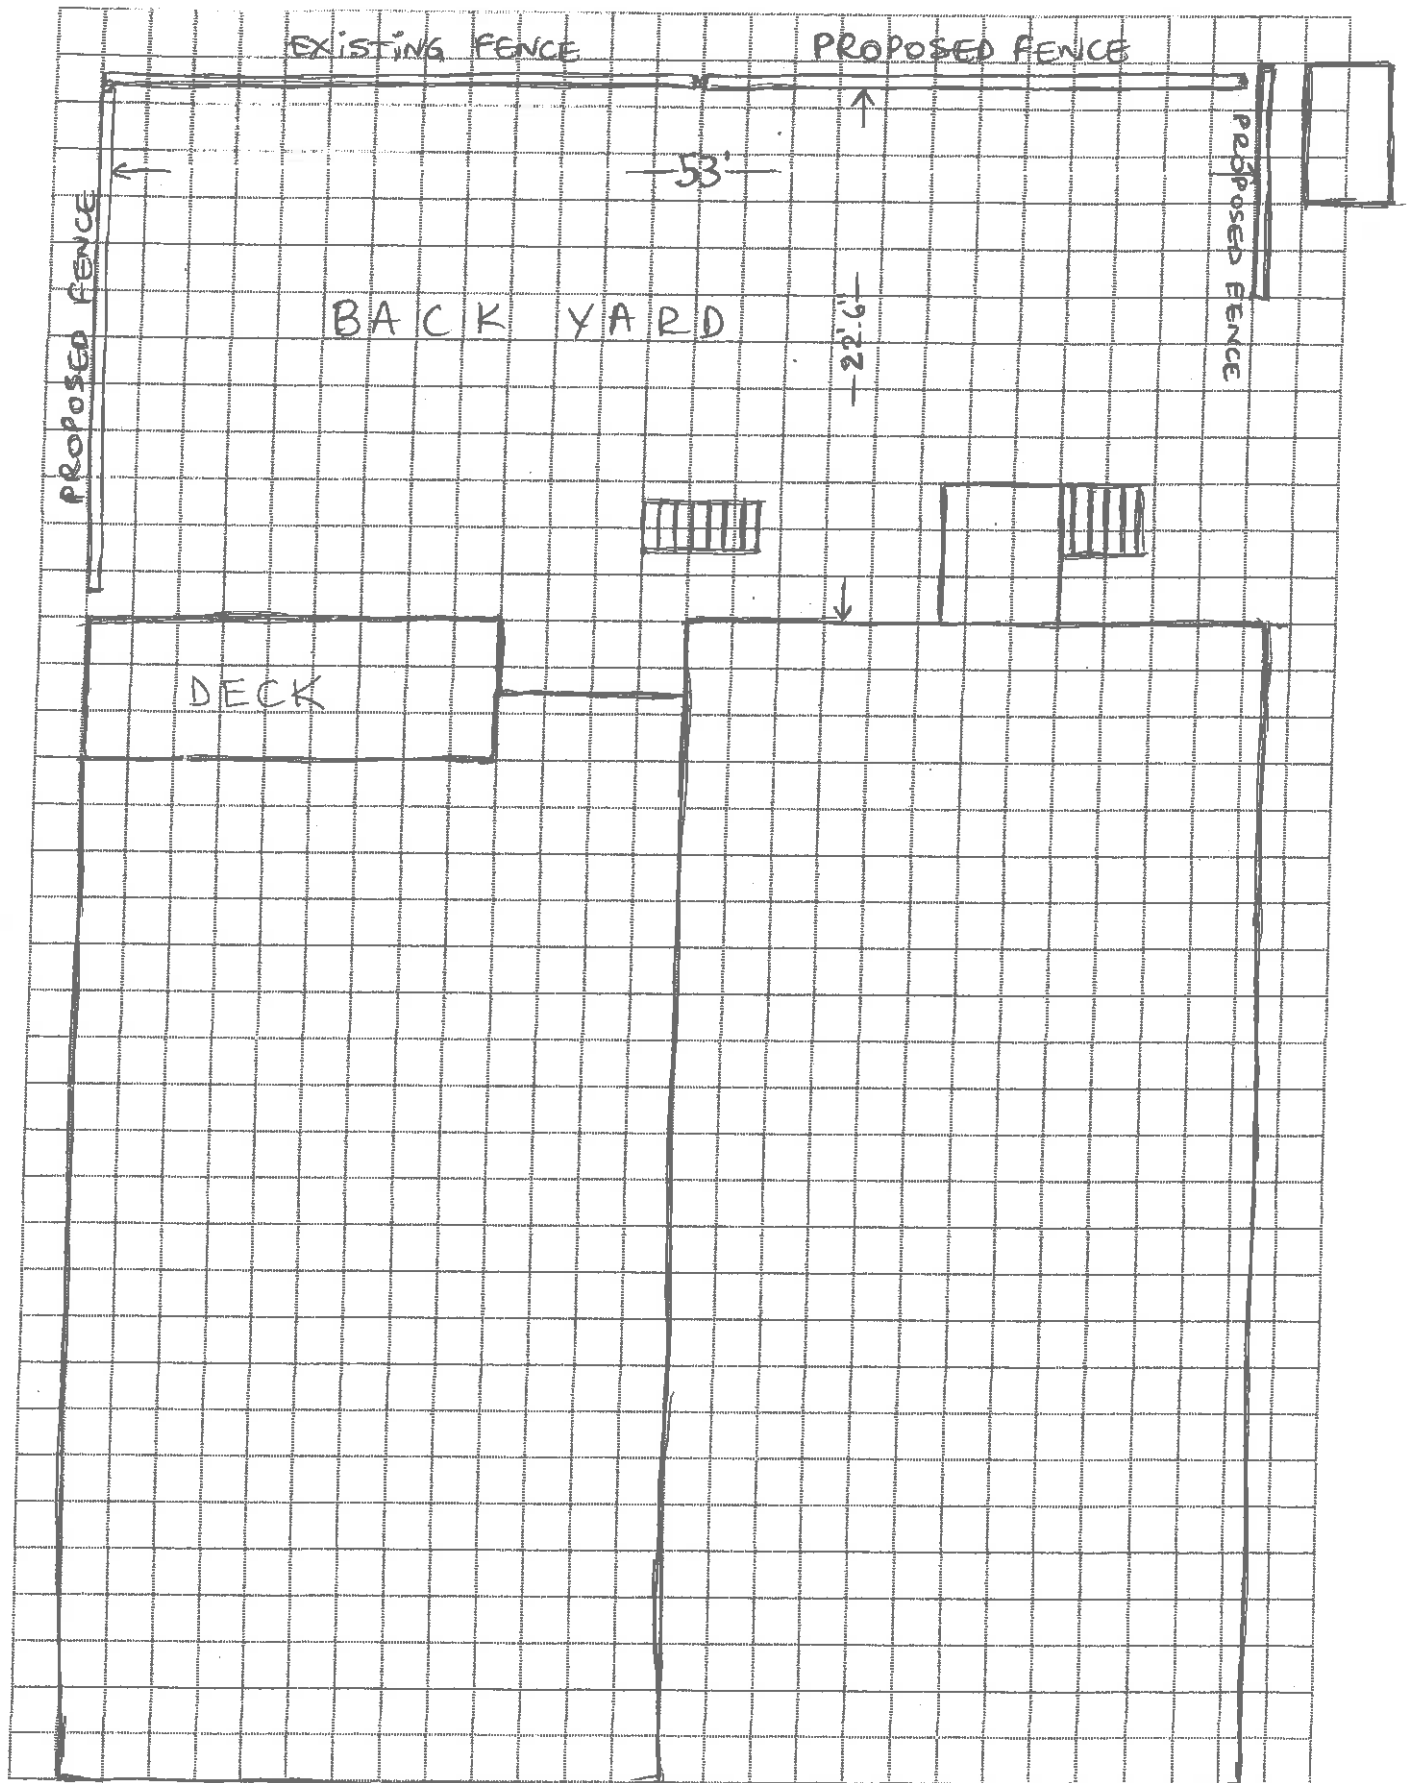 EXiSTiNG FENCE
PROPOSED FENCE
53'
PROPOSED FENCE
PROPOSED FENCE
BACK YARD
22'.6"
DECK